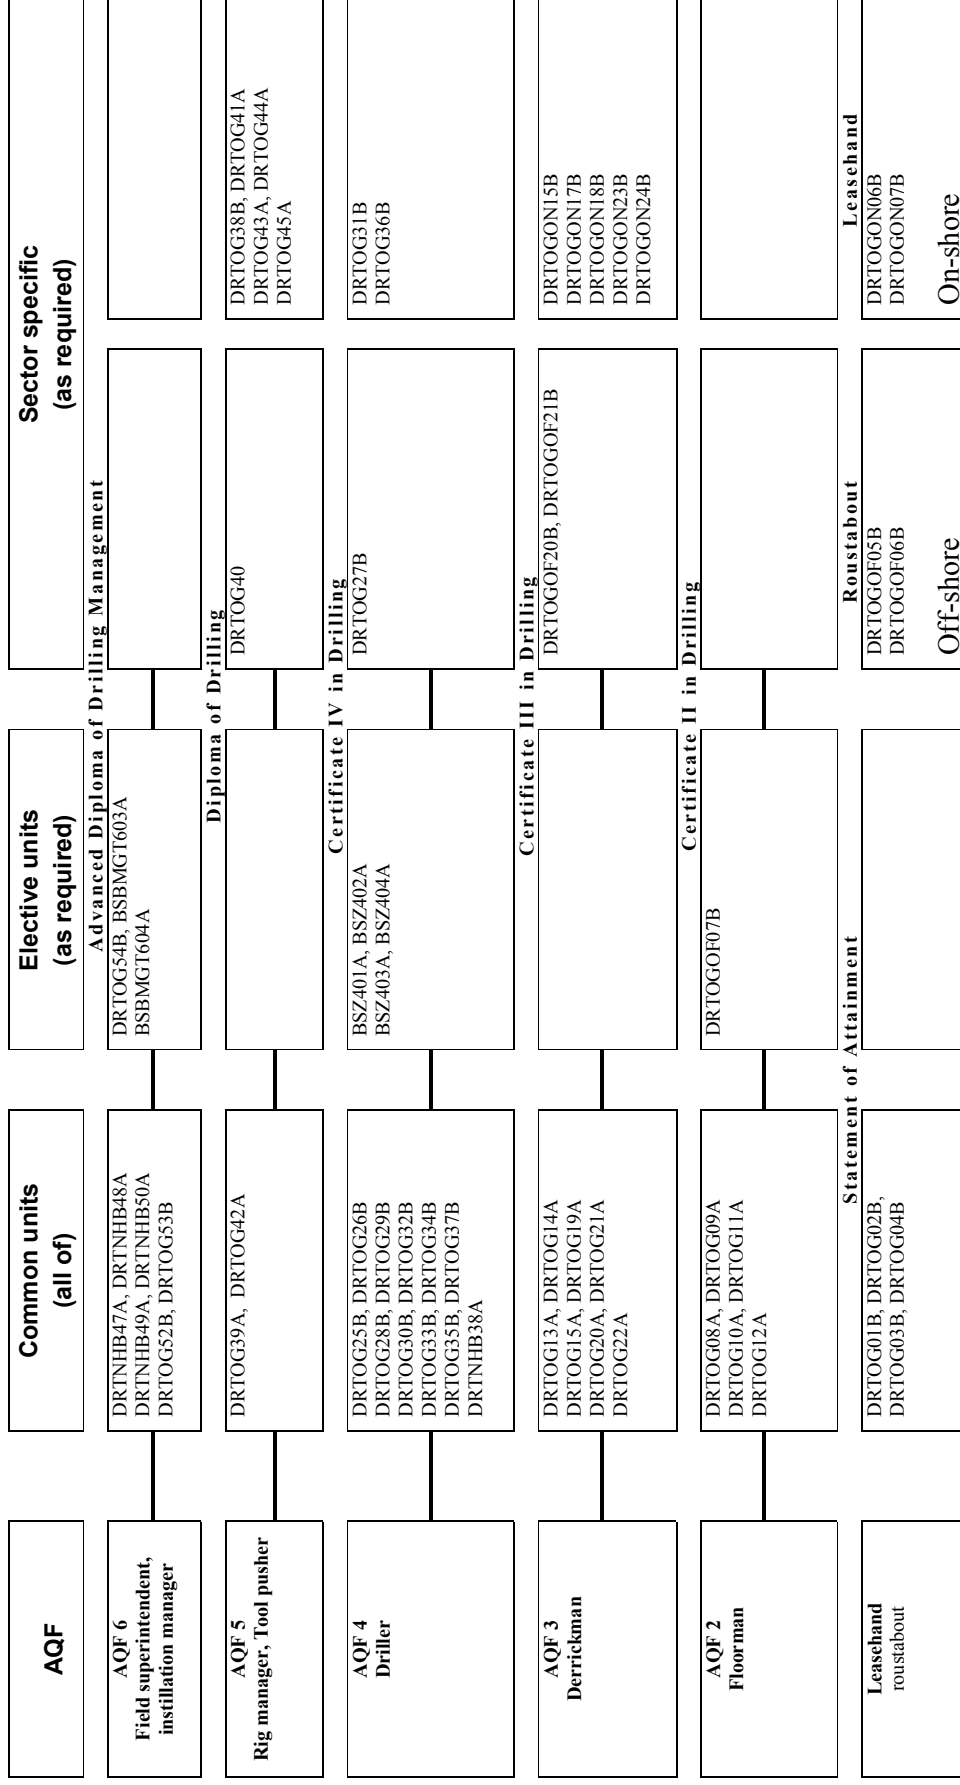 AQF
Common units
(all of)
Elective units
(as required)
Sector specific
(as required)
Advanced Diploma of Drilling Management
AQF 6
Field superintendent,
instillation manager
DRTNHB47A, DRTNHB48A
DRTNHB49A, DRTNHB50A
DRTOG52B, DRTOG53B
DRTOG54B, BSBMGT603A
BSBMGT604A
Diploma of Drilling
AQF 5
Rig manager, Tool pusher
DRTOG39A, DRTOG42A
DRTOG40
DRTOG38B, DRTOG41A
DRTOG43A, DRTOG44A
DRTOG45A
Certificate IV in Drilling
AQF 4
Driller
DRTOG25B, DRTOG26B
DRTOG28B, DRTOG29B
DRTOG30B, DRTOG32B
DRTOG33B, DRTOG34B
DRTOG35B, DRTOG37B
DRTNHB38A
BSZ401A, BSZ402A
BSZ403A, BSZ404A
DRTOG27B
DRTOG31B
DRTOG36B
Certificate III in Drilling
AQF 3
Derrickman
DRTOG13A, DRTOG14A
DRTOG15A, DRTOG19A
DRTOG20A, DRTOG21A
DRTOG22A
DRTOGOF20B, DRTOGOF21B
DRTOGON15B
DRTOGON17B
DRTOGON18B
DRTOGON23B
DRTOGON24B
Certificate II in Drilling
AQF 2
Floorman
DRTOG08A, DRTOG09A
DRTOG10A, DRTOG11A
DRTOG12A
DRTOGOF07B
Statement of Attainment
Roustabout
Leasehand
Leasehand
roustabout
DRTOG01B, DRTOG02B,
DRTOG03B, DRTOG04B
DRTOGOF05B
DRTOGOF06B
DRTOGON06B
DRTOGON07B
Off-shore
On-shore